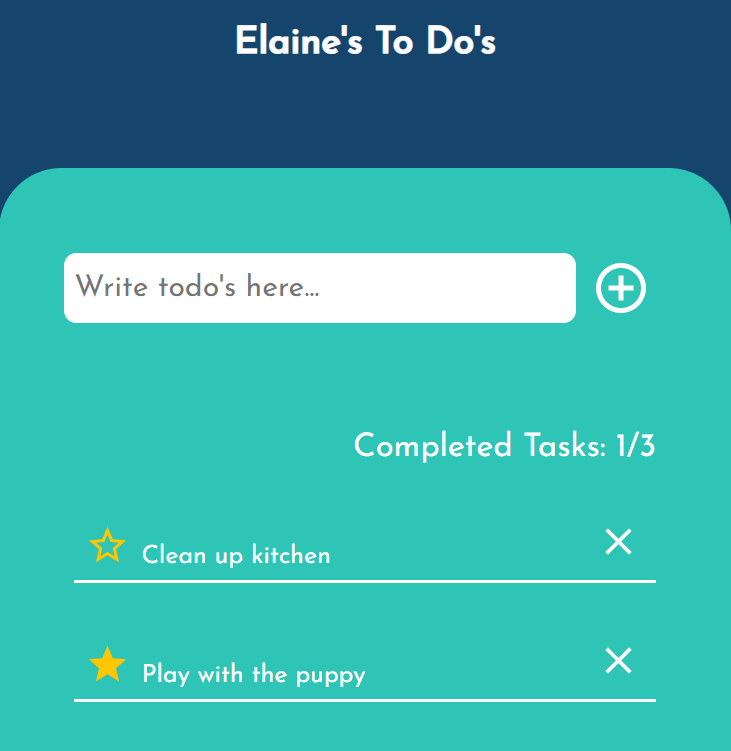 Elaine's To Do's
Write todo's here...
Completed Tasks: 1/3
Clean up kitchen
Play with the puppy